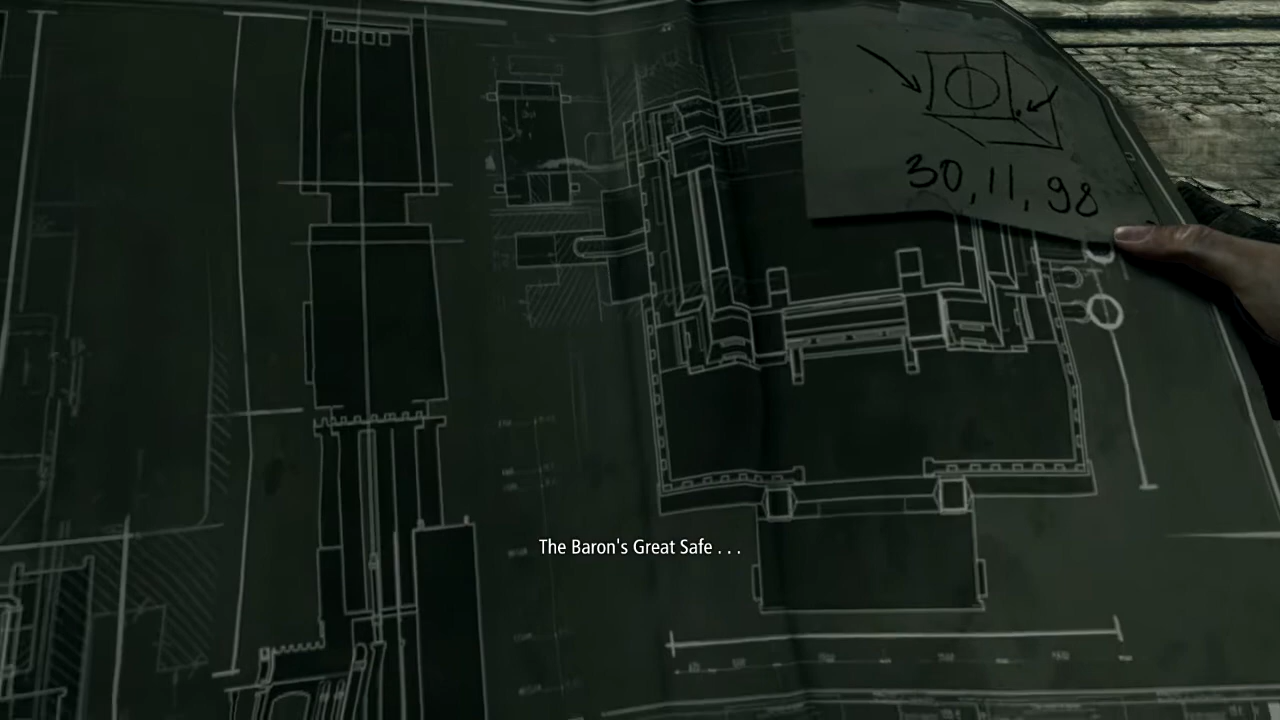 30, 11, 98
The Baron's Great Safe . . .